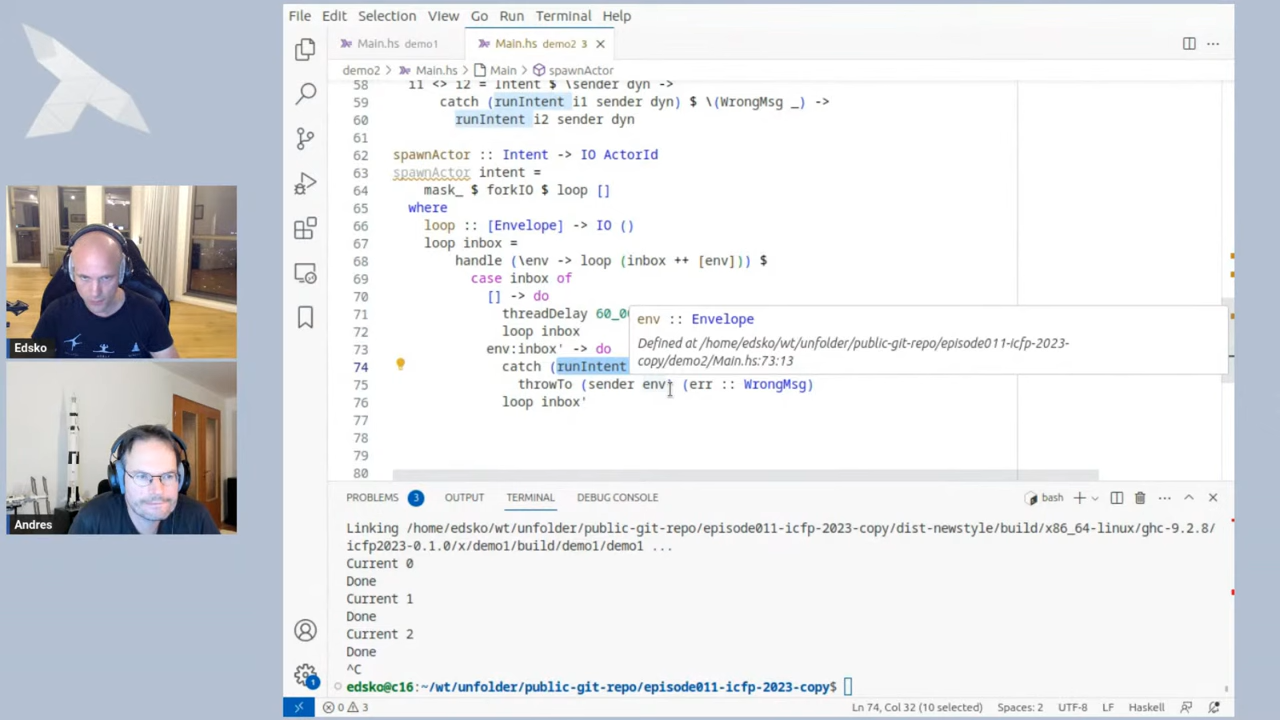 File Edit Selection View Go Run Terminal Help
Main.hs demo1 Main.hs demo2 3
demo2 > Main.hs > Main > spawnActor
58 i1 <> i2 = Intent $ \sender dyn ->
59 catch (runIntent i1 sender dyn) $ \(WrongMsg _) ->
60 runIntent i2 sender dyn
61
62 spawnActor :: Intent -> IO ActorId
63 spawnActor intent =
64 mask_ $ forkIO $ loop []
65 where
66 loop :: [Envelope] -> IO ()
67 loop inbox =
68 handle (\env -> loop (inbox ++ [env])) $
69 case inbox of
70 [] -> do
71 threadDelay 60_0
72 loop inbox
73 env:inbox' -> do
74 catch (runIntent
75 throwTo (sender env) (err :: WrongMsg)
76 loop inbox'
77
78
79
80
env :: Envelope
Defined at /home/edsko/wt/unfolder/public-git-repo/episode011-icfp-2023-
copy/demo2/Main.hs:73:13
Edsko
Andres
PROBLEMS 3 OUTPUT TERMINAL DEBUG CONSOLE bash
Linking /home/edsko/wt/unfolder/public-git-repo/episode011-icfp-2023-copy/dist-newstyle/build/x86_64-linux/ghc-9.2.8/
icfp2023-0.1.0/x/demo1/build/demo1/demo1 ...
Current 0
Done
Current 1
Done
Current 2
Done
^C
edsko@c16:~/wt/unfolder/public-git-repo/episode011-icfp-2023-copy$
1
0 3 Ln 74, Col 32 (10 selected) Spaces: 2 UTF-8 LF Haskell